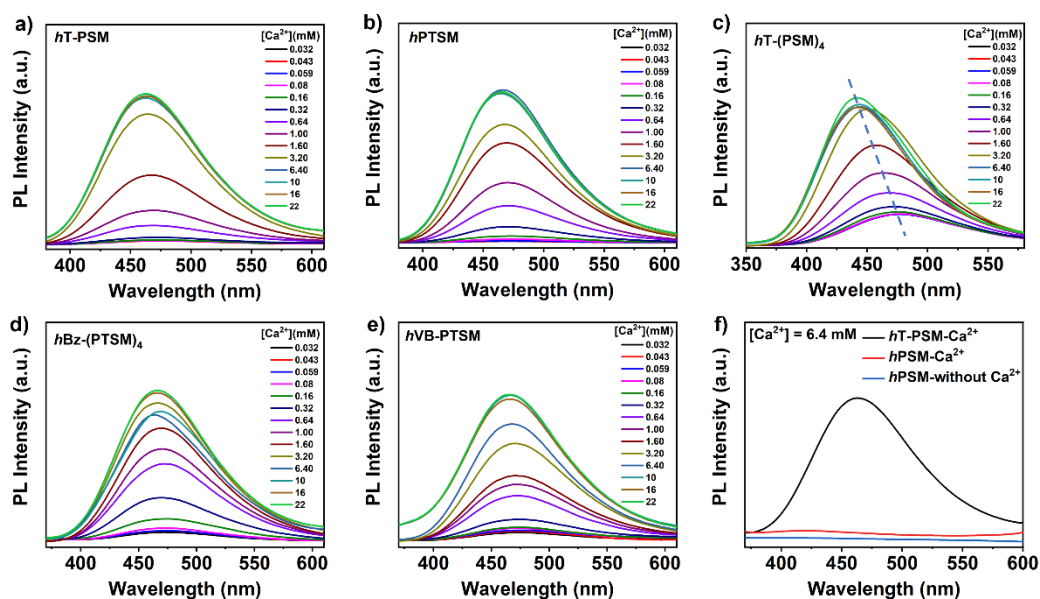 a)
hT-PSM
[Ca²⁺](mM)
0.032
0.043
0.059
0.08
0.16
0.32
0.64
1.00
1.60
3.20
6.40
10
16
22
PL Intensity (a.u.)
400 450 500 550 600
Wavelength (nm)
b)
hPTSM
[Ca²⁺](mM)
0.032
0.043
0.059
0.08
0.16
0.32
0.64
1.00
1.60
3.20
6.40
10
16
22
PL Intensity (a.u.)
400 450 500 550 600
Wavelength (nm)
c)
hT-(PSM)₄
[Ca²⁺](mM)
0.032
0.043
0.059
0.08
0.16
0.32
0.64
1.00
1.60
3.20
6.40
10
16
22
PL Intensity (a.u.)
350 400 450 500 550
Wavelength (nm)
d)
hBz-(PTSM)₄
[Ca²⁺](mM)
0.032
0.043
0.059
0.08
0.16
0.32
0.64
1.00
1.60
3.20
6.40
10
16
22
PL Intensity (a.u.)
400 450 500 550 600
Wavelength (nm)
e)
hVB-PTSM
[Ca²⁺](mM)
0.032
0.043
0.059
0.08
0.16
0.32
0.64
1.00
1.60
3.20
6.40
10
16
22
PL Intensity (a.u.)
400 450 500 550 600
Wavelength (nm)
f)
[Ca²⁺] = 6.4 mM
hT-PSM-Ca²⁺
hPSM-Ca²⁺
hPSM-without Ca²⁺
PL Intensity (a.u.)
400 450 500 550 600
Wavelength (nm)